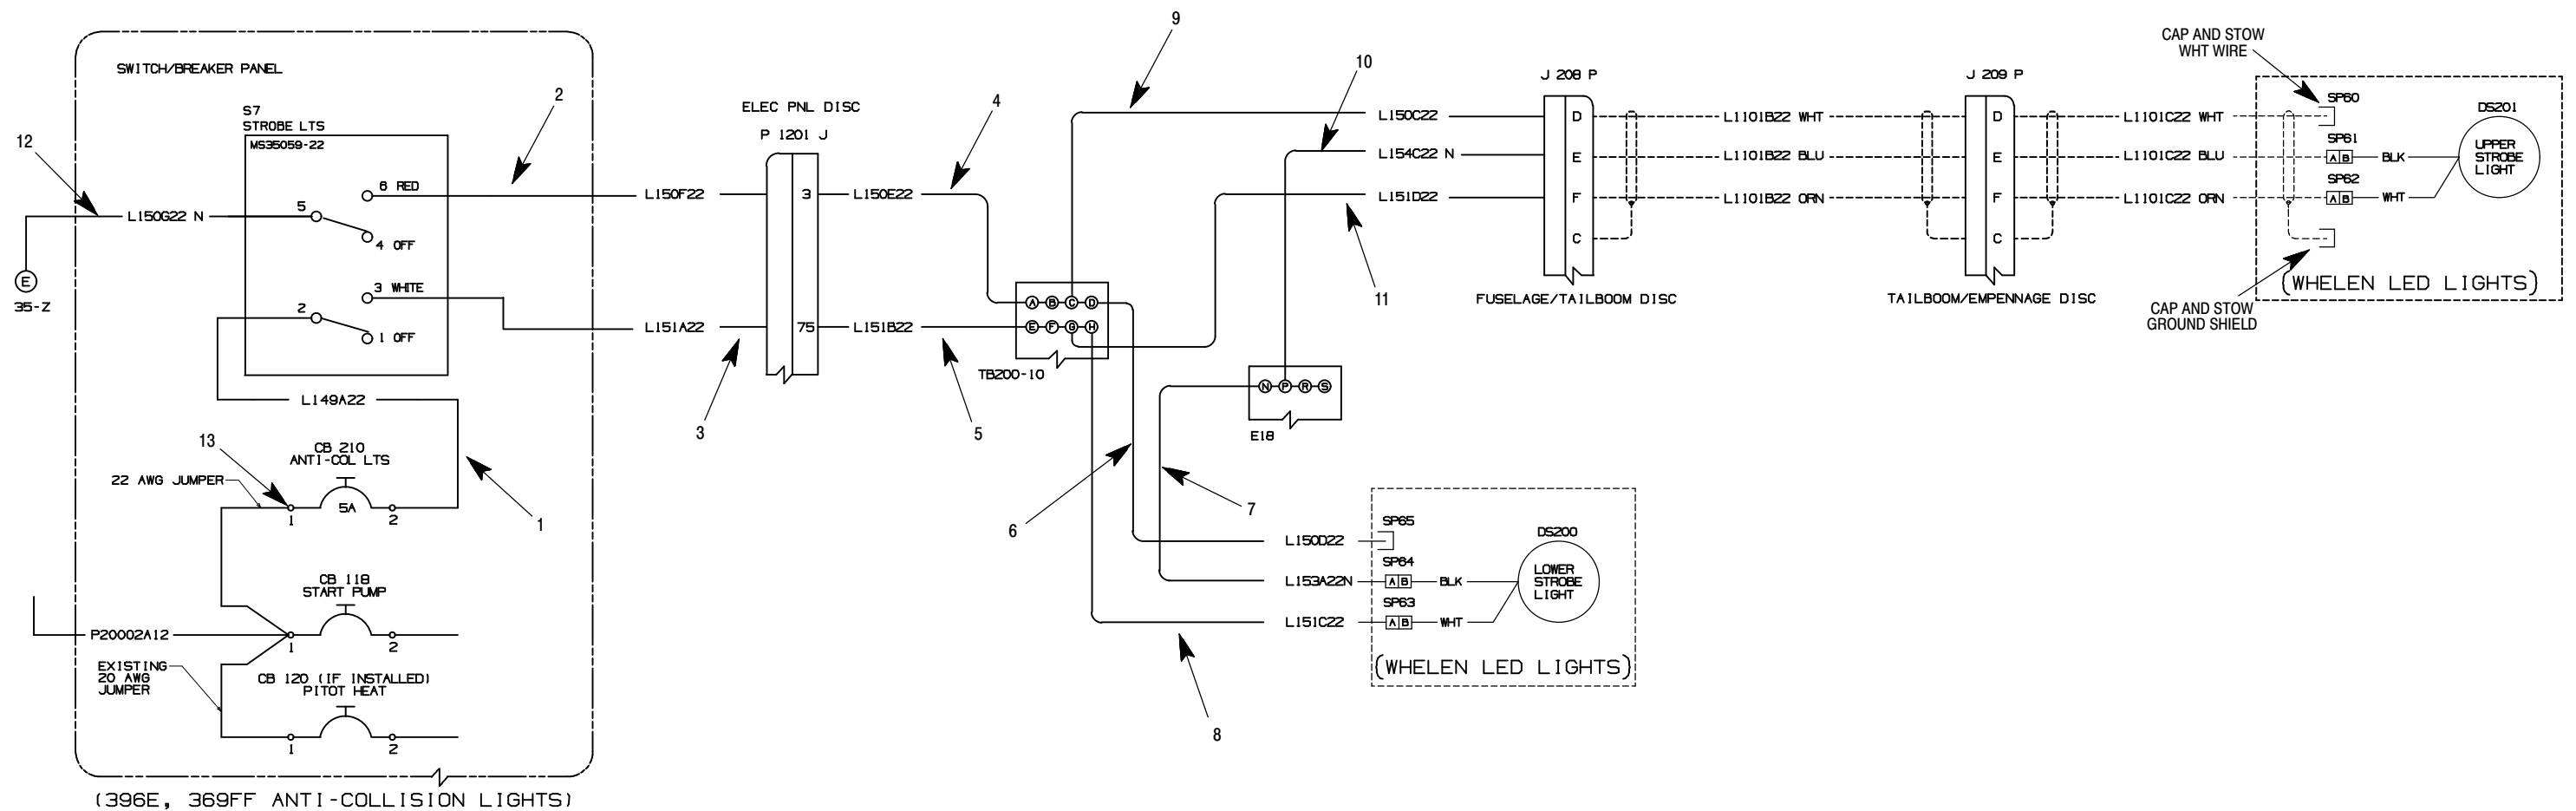 SWITCH/BREAKER PANEL
S7
STROBE LTS
MS35059-22
6 RED
5
4 OFF
3 WHITE
2
1 OFF
12
L150G22 N
E
35-Z
L149A22
13
CB 210
ANTI-COL LTS
22 AWG JUMPER
5A
1
2
1
CB 118
START PUMP
P20002A12
1
2
EXISTING
20 AWG
JUMPER
CB 120 (IF INSTALLED)
PITOT HEAT
1
2
(396E, 369FF ANTI-COLLISION LIGHTS)
2
ELEC PNL DISC
P 1201 J
L150F22
3
L150E22
4
L151A22
75
L151B22
3
5
A B C D
E F G H
TB200-10
9
10
11
L150C22
L154C22 N
L151D22
N P R S
E18
6
7
8
L150D22
L153A22N
L151C22
SP65
SP64
A B
BLK
SP63
A B
WHT
DS200
LOWER
STROBE
LIGHT
(WHELEN LED LIGHTS)
J 208 P
D
E
F
C
FUSELAGE/TAILBOOM DISC
L1101B22 WHT
L1101B22 BLU
L1101B22 ORN
J 209 P
D
E
F
C
TAILBOOM/EMPENNAGE DISC
L1101C22 WHT
L1101C22 BLU
L1101C22 ORN
CAP AND STOW
WHT WIRE
SP60
SP61
A B
BLK
SP62
A B
WHT
DS201
UPPER
STROBE
LIGHT
CAP AND STOW
GROUND SHIELD
(WHELEN LED LIGHTS)